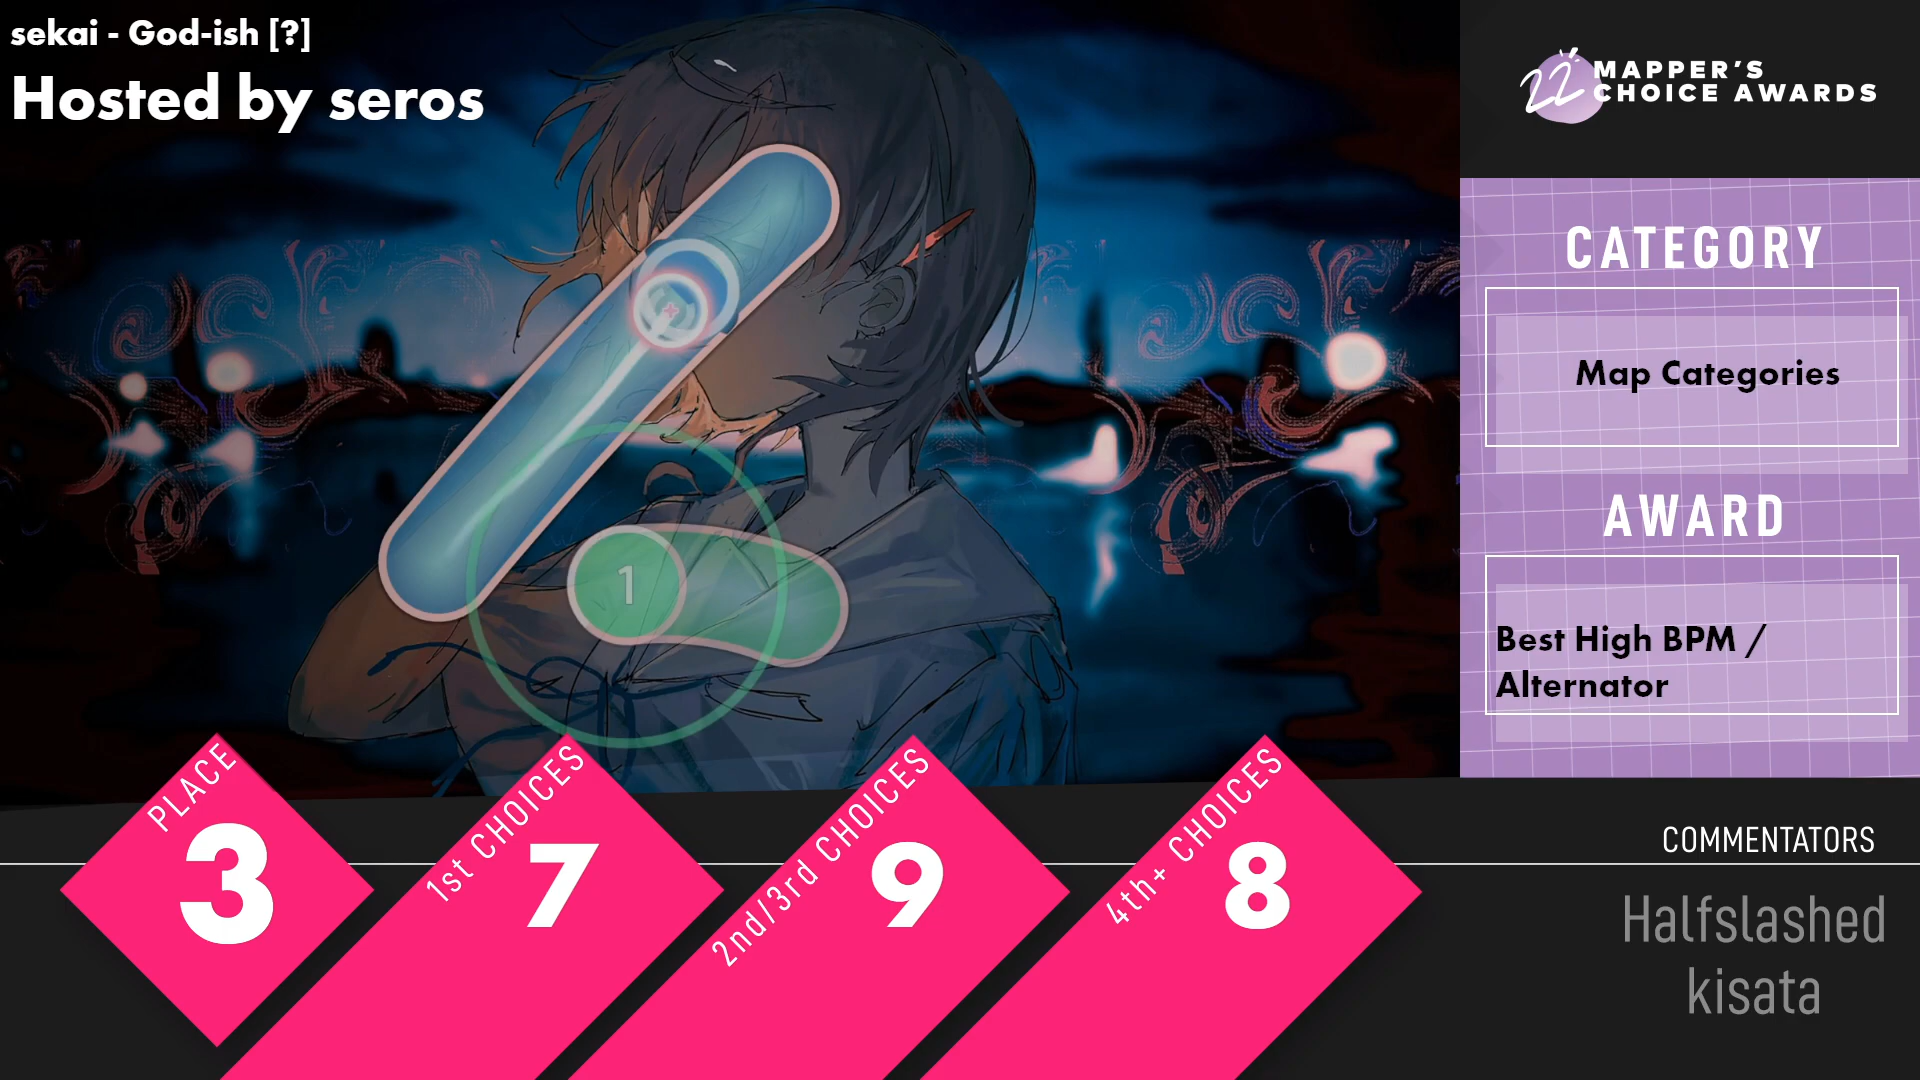 sekai - God-ish [?]
Hosted by seros
22
MAPPER'S
CHOICE AWARDS
CATEGORY
Map Categories
AWARD
Best High BPM /
Alternator
1
PLACE
3
1st CHOICES
7
2nd/3rd CHOICES
9
4th+ CHOICES
8
COMMENTATORS
Halfslashed
kisata